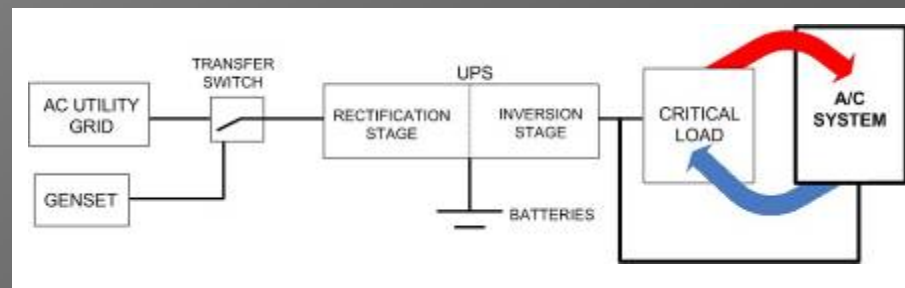 TRANSFER
SWITCH
UPS
AC UTILITY
GRID
RECTIFICATION
STAGE
INVERSION
STAGE
CRITICAL
LOAD
A/C
SYSTEM
GENSET
BATTERIES